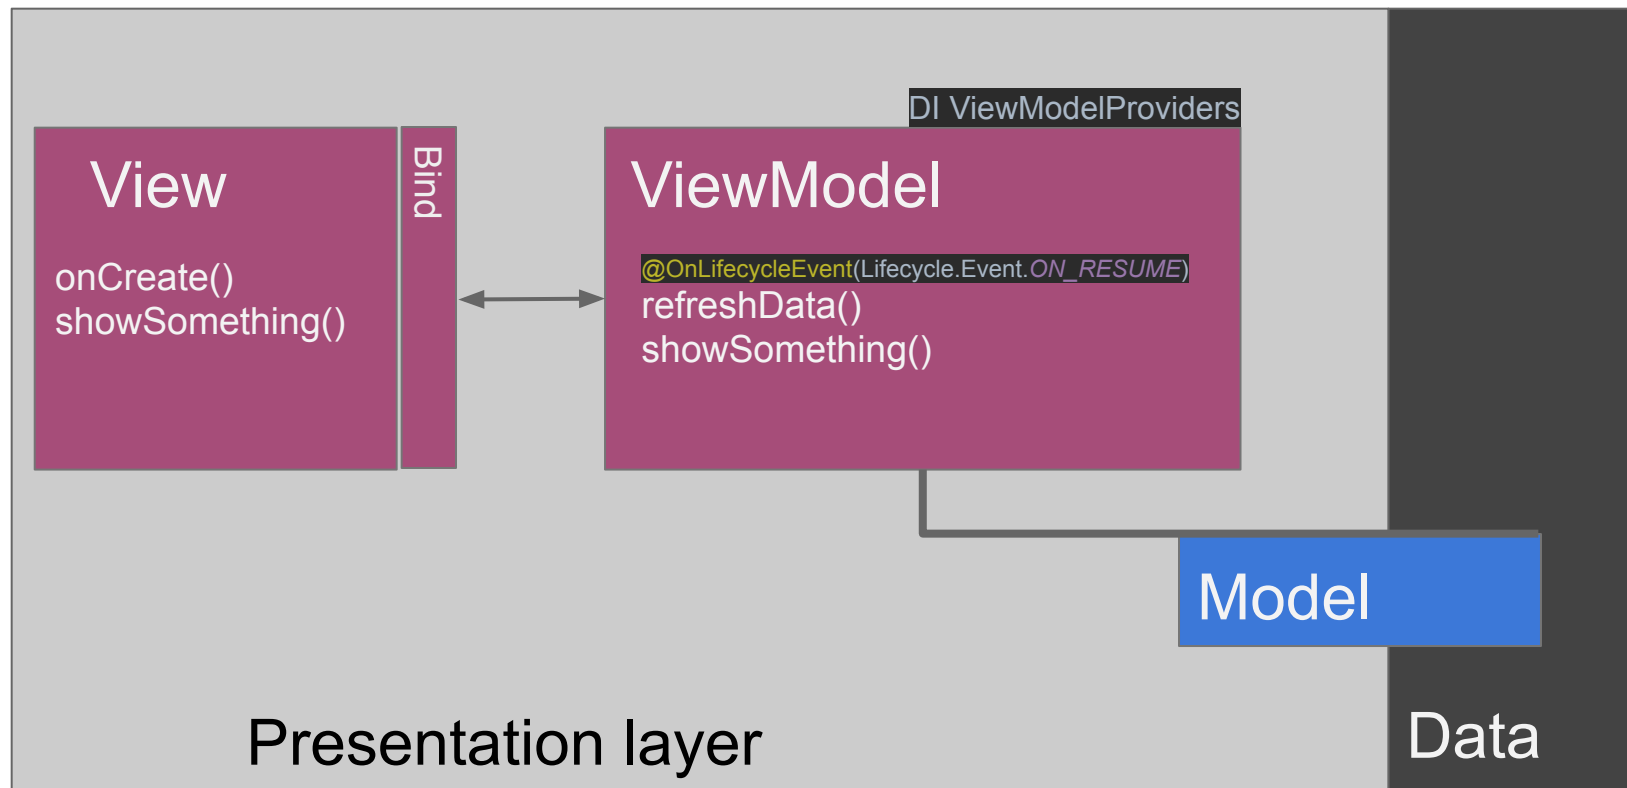 DI ViewModelProviders
View
Bind
ViewModel
onCreate()
showSomething()
@OnLifecycleEvent(Lifecycle.Event.ON_RESUME)
refreshData()
showSomething()
Model
Presentation layer
Data